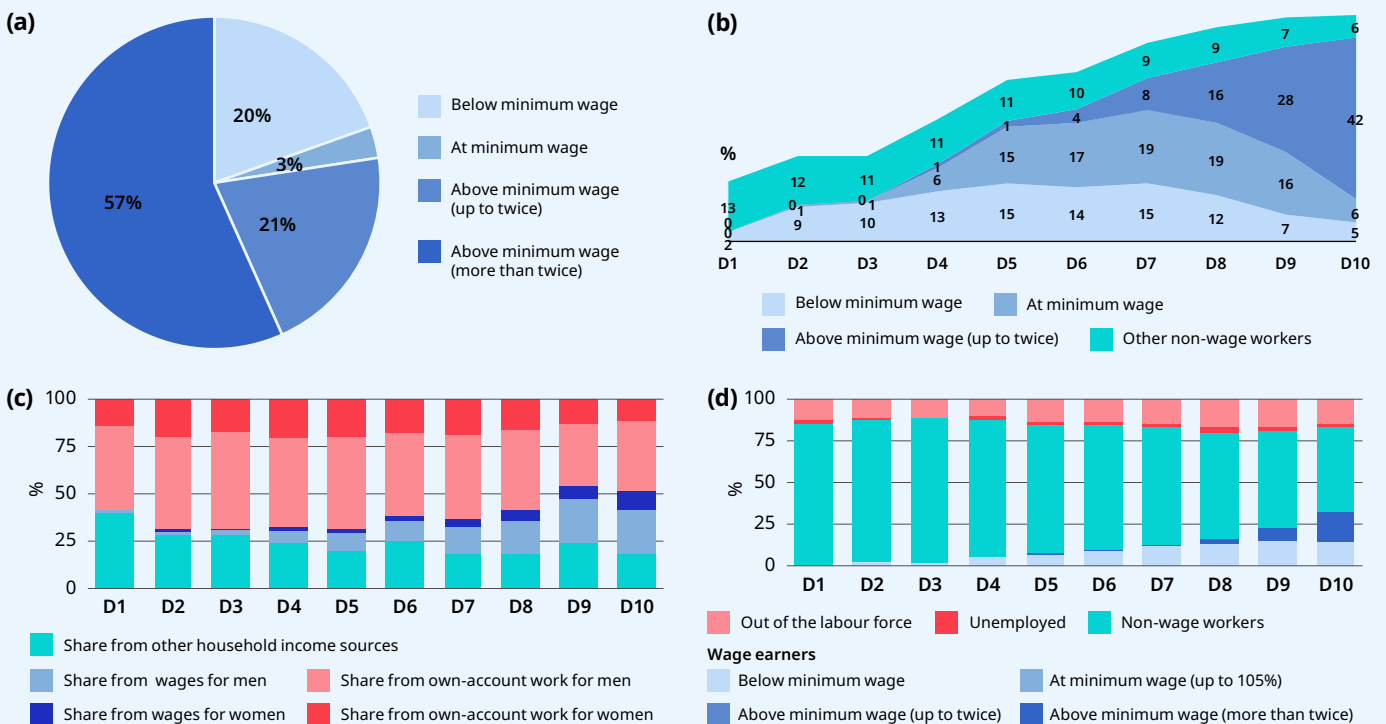 (a)
20%
3%
57%
21%
Below minimum wage
At minimum wage
Above minimum wage
(up to twice)
Above minimum wage
(more than twice)
(b)
%
13
0
0
2
12
0
1
9
11
0
1
10
11
1
6
13
11
1
15
15
10
4
17
14
9
8
19
15
9
16
19
12
7
28
16
7
6
42
6
5
D1 D2 D3 D4 D5 D6 D7 D8 D9 D10
Below minimum wage
At minimum wage
Above minimum wage (up to twice)
Other non-wage workers
(c)
%
100
75
50
25
0
D1 D2 D3 D4 D5 D6 D7 D8 D9 D10
Share from other household income sources
Share from wages for men
Share from own-account work for men
Share from wages for women
Share from own-account work for women
(d)
%
100
75
50
25
0
D1 D2 D3 D4 D5 D6 D7 D8 D9 D10
Out of the labour force
Unemployed
Non-wage workers
Wage earners
Below minimum wage
At minimum wage (up to 105%)
Above minimum wage (up to twice)
Above minimum wage (more than twice)